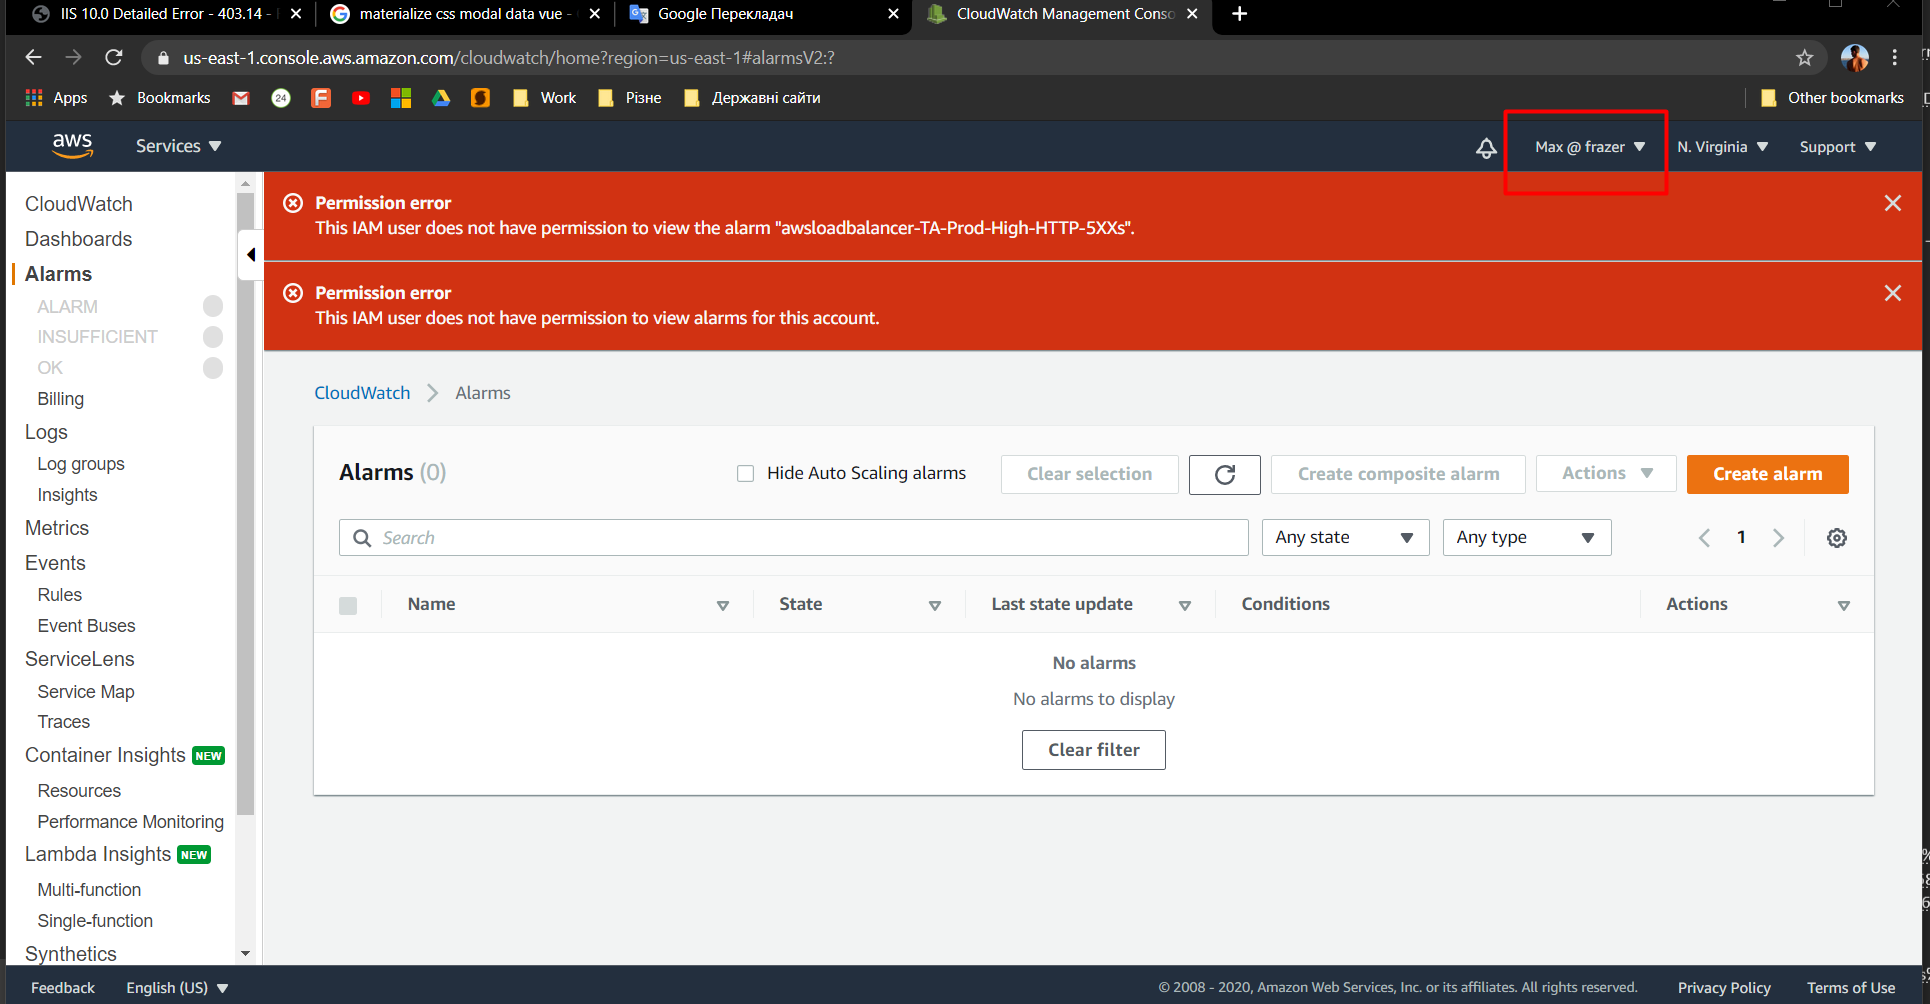 IIS 10.0 Detailed Error - 403.14 -
materialize css modal data vue -
Google Перекладач
CloudWatch Management Conso
us-east-1.console.aws.amazon.com/cloudwatch/home?region=us-east-1#alarmsV2:?
Apps
Bookmarks
24
Work
Різне
Державні сайти
Other bookmarks
aws
Services
Max @ frazer
N. Virginia
Support
CloudWatch
Dashboards
Alarms
ALARM
INSUFFICIENT
OK
Billing
Logs
Log groups
Insights
Metrics
Events
Rules
Event Buses
ServiceLens
Service Map
Traces
Container Insights NEW
Resources
Performance Monitoring
Lambda Insights NEW
Multi-function
Single-function
Synthetics
Permission error
This IAM user does not have permission to view the alarm "awsloadbalancer-TA-Prod-High-HTTP-5XXs".
Permission error
This IAM user does not have permission to view alarms for this account.
CloudWatch
Alarms
Alarms (0)
Hide Auto Scaling alarms
Clear selection
Create composite alarm
Actions
Create alarm
Search
Any state
Any type
1
Name
State
Last state update
Conditions
Actions
No alarms
No alarms to display
Clear filter
Feedback
English (US)
© 2008 - 2020, Amazon Web Services, Inc. or its affiliates. All rights reserved.
Privacy Policy
Terms of Use